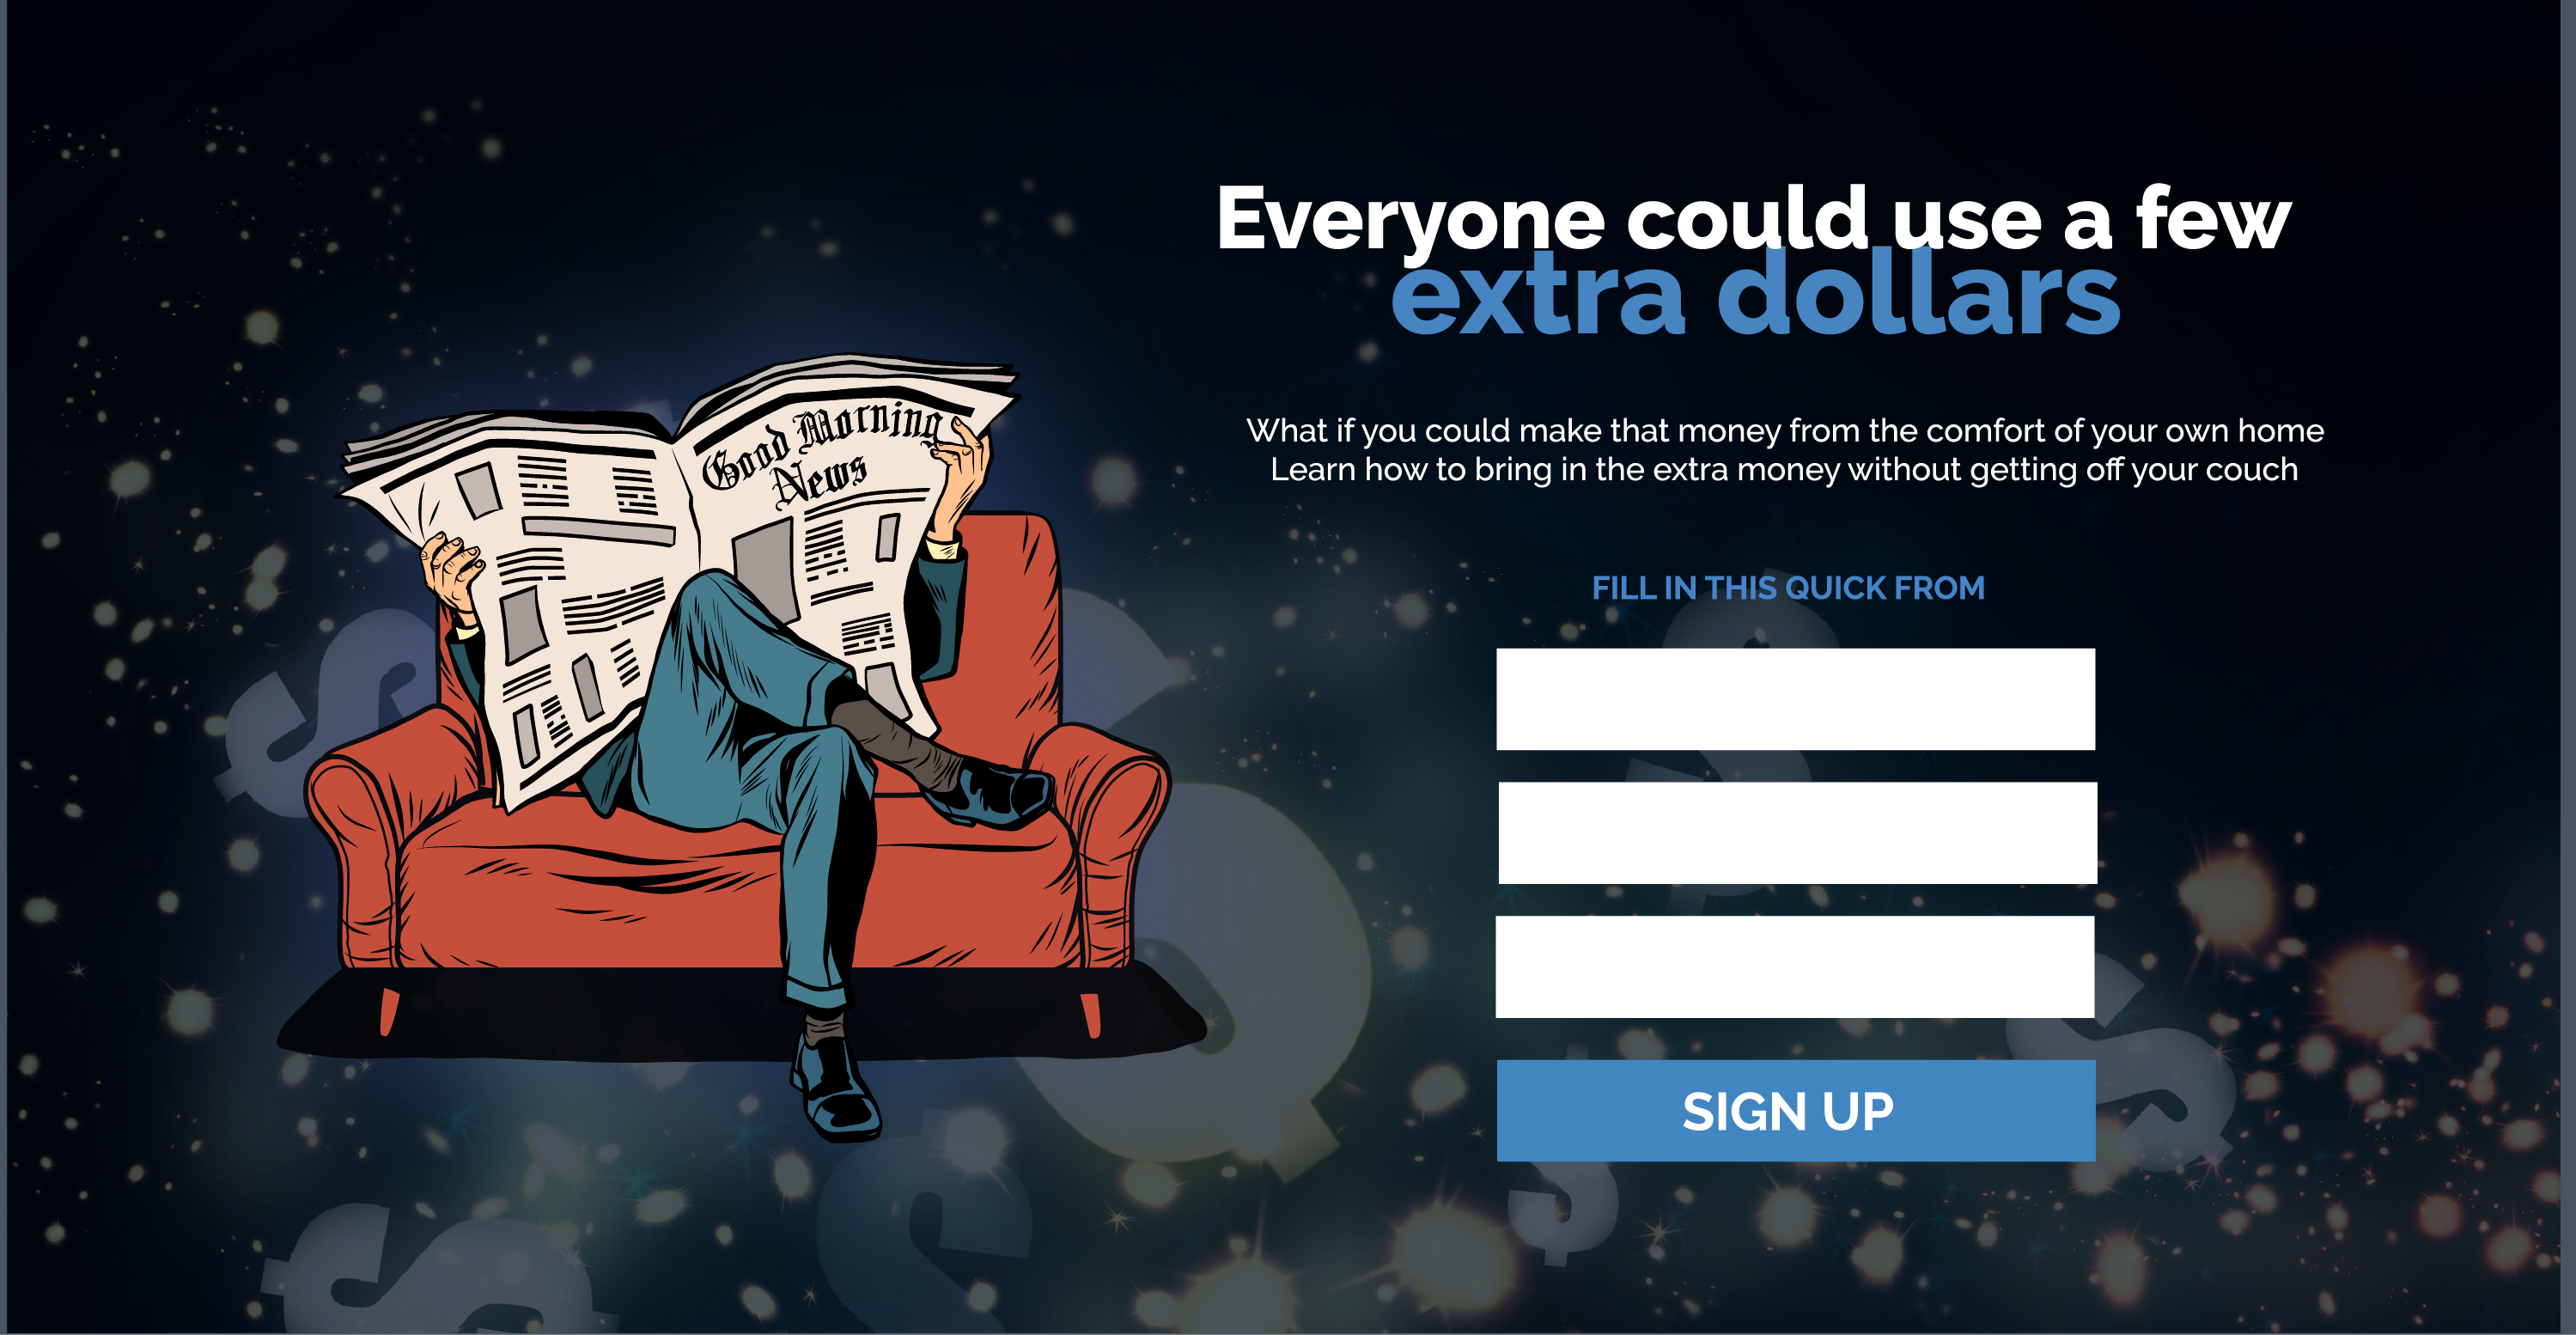 Everyone could use a few
extra dollars
What if you could make that money from the comfort of your own home
Learn how to bring in the extra money without getting off your couch
FILL IN THIS QUICK FROM
SIGN UP
Good Morning
News